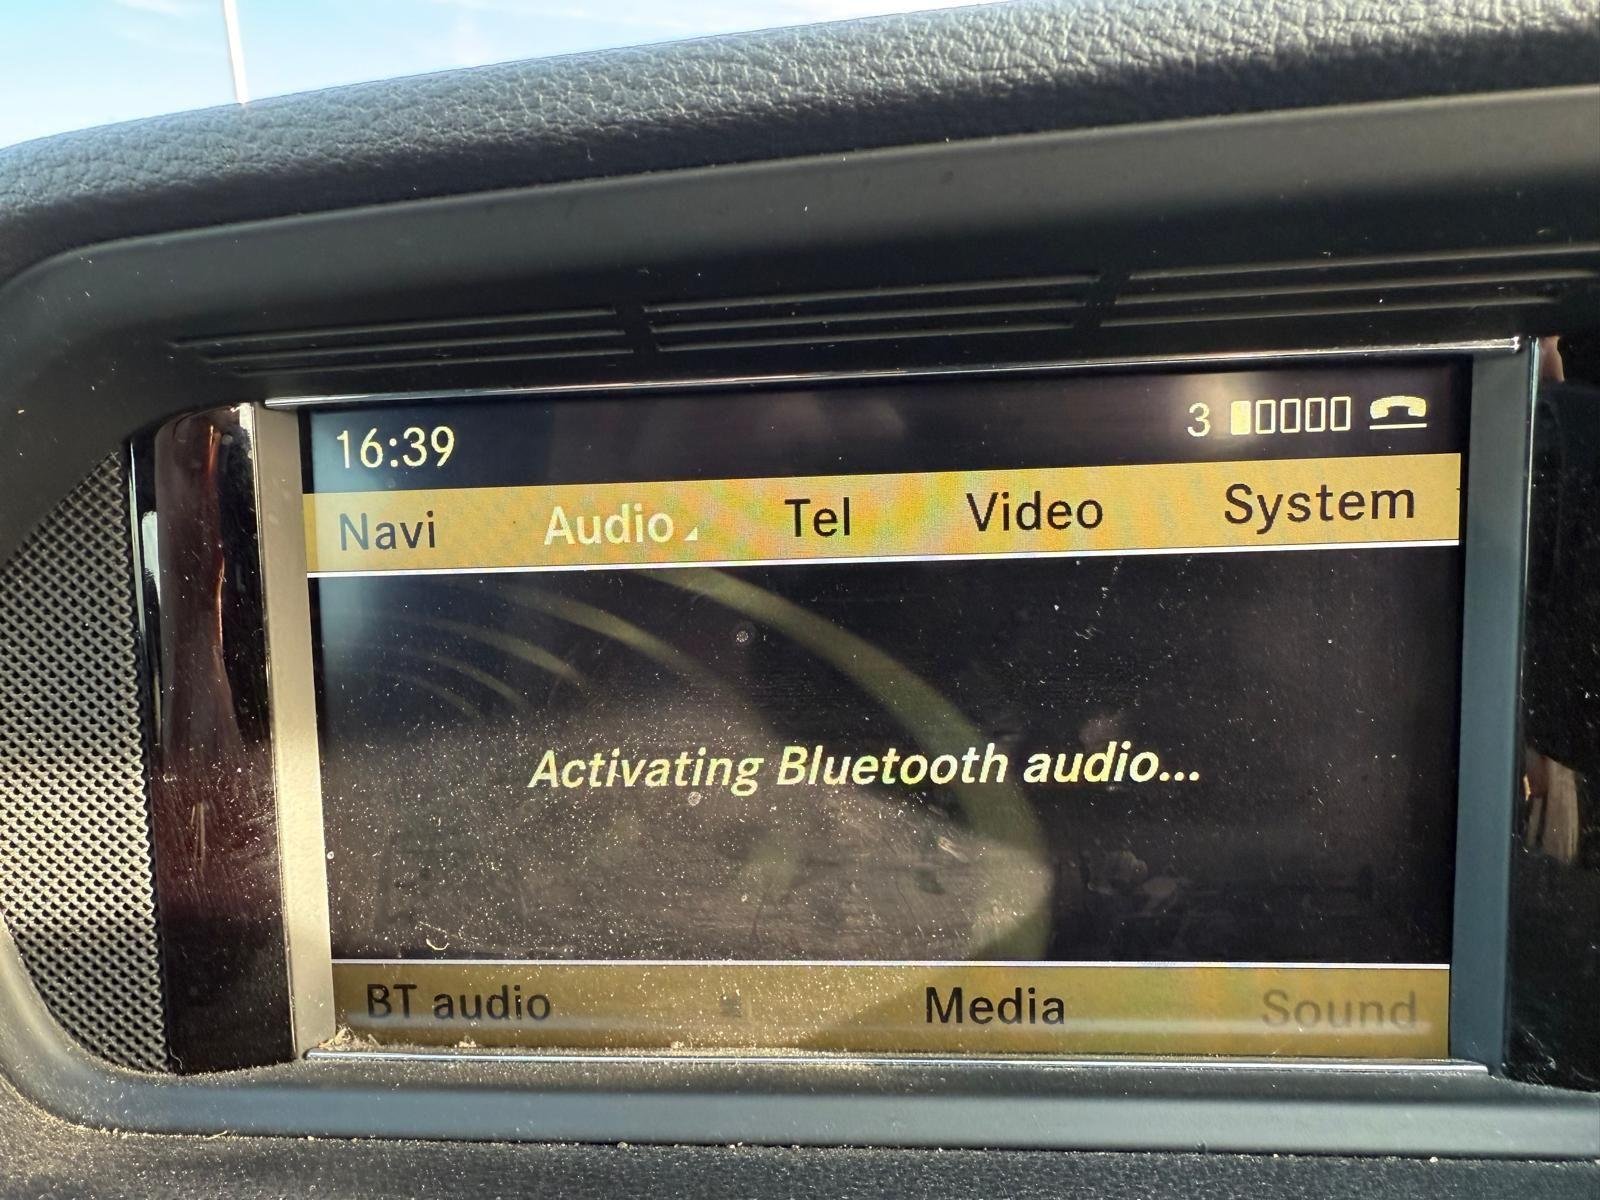 16:39 3
Navi Audio Tel Video System
Activating Bluetooth audio...
BT audio Media Sound